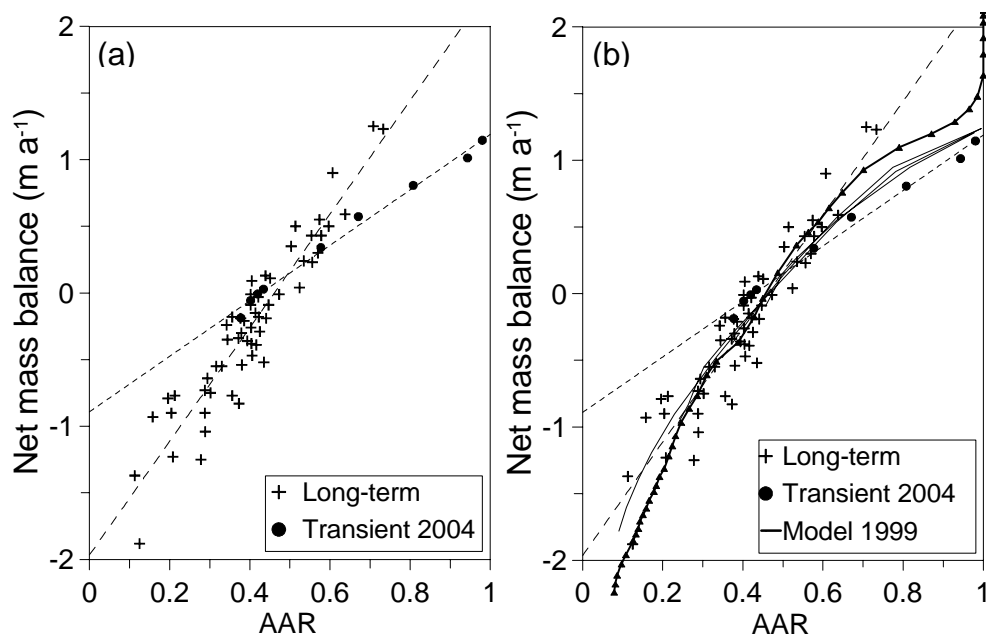 (a)
Net mass balance (m a⁻¹)
2
1
0
-1
-2
0
0.2
0.4
0.6
0.8
1
AAR
Long-term
Transient 2004
(b)
Net mass balance (m a⁻¹)
2
1
0
-1
-2
0
0.2
0.4
0.6
0.8
1
AAR
Long-term
Transient 2004
Model 1999